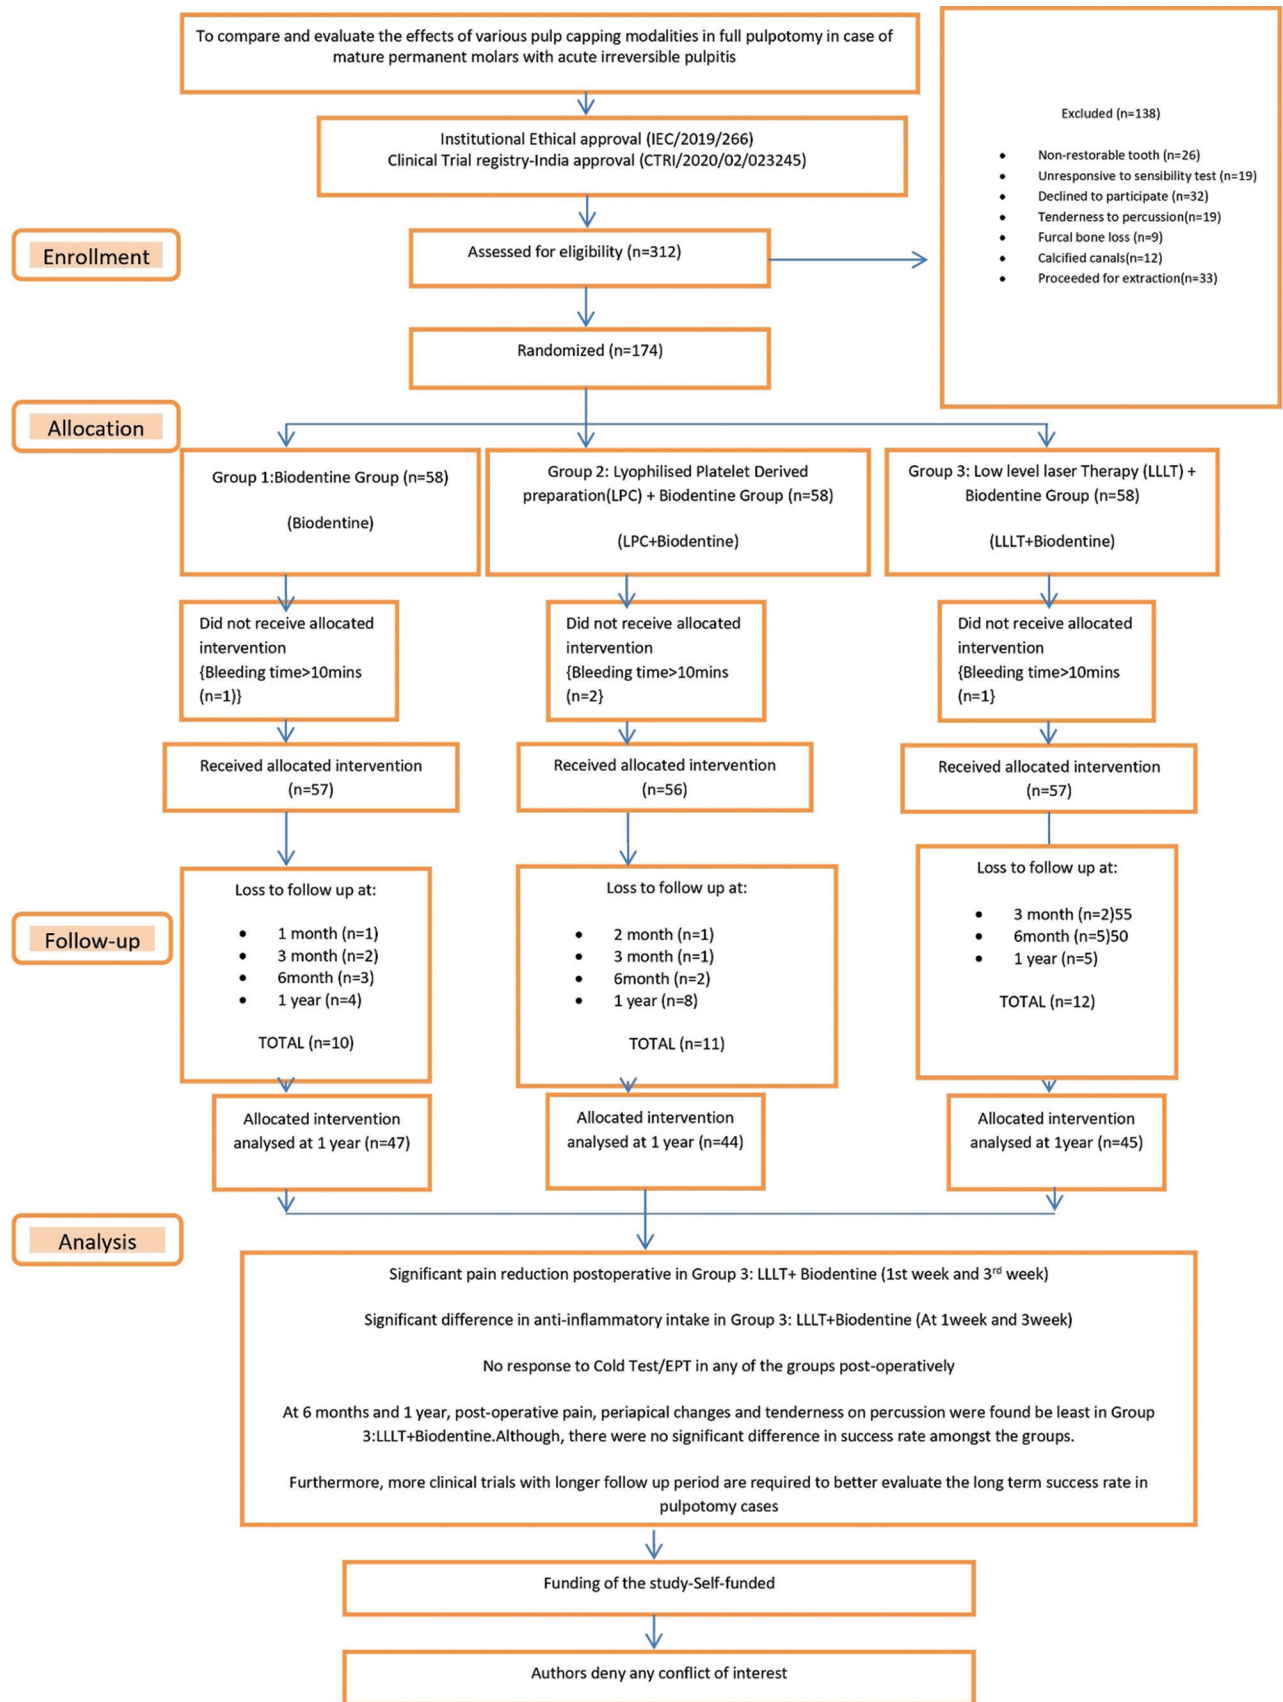 To compare and evaluate the effects of various pulp capping modalities in full pulpotomy in case of
mature permanent molars with acute irreversible pulpitis
Institutional Ethical approval (IEC/2019/266)
Clinical Trial registry-India approval (CTRI/2020/02/023245)
Excluded (n=138)
• Non-restorable tooth (n=26)
• Unresponsive to sensibility test (n=19)
• Declined to participate (n=32)
• Tenderness to percussion(n=19)
• Furcal bone loss (n=9)
• Calcified canals(n=12)
• Proceeded for extraction(n=33)
Enrollment
Assessed for eligibility (n=312)
Randomized (n=174)
Allocation
Group 1:Biodentine Group (n=58)
(Biodentine)
Group 2: Lyophilised Platelet Derived
preparation(LPC) + Biodentine Group (n=58)
(LPC+Biodentine)
Group 3: Low level laser Therapy (LLLT) +
Biodentine Group (n=58)
(LLLT+Biodentine)
Did not receive allocated
intervention
{Bleeding time>10mins
(n=1)}
Did not receive allocated
intervention
{Bleeding time>10mins
(n=2}
Did not receive allocated
intervention
{Bleeding time>10mins
(n=1}
Received allocated intervention
(n=57)
Received allocated intervention
(n=56)
Received allocated intervention
(n=57)
Follow-up
Loss to follow up at:
• 1 month (n=1)
• 3 month (n=2)
• 6month (n=3)
• 1 year (n=4)
TOTAL (n=10)
Loss to follow up at:
• 2 month (n=1)
• 3 month (n=1)
• 6month (n=2)
• 1 year (n=8)
TOTAL (n=11)
Loss to follow up at:
• 3 month (n=2)55
• 6month (n=5)50
• 1 year (n=5)
TOTAL (n=12)
Allocated intervention
analysed at 1 year (n=47)
Allocated intervention
analysed at 1 year (n=44)
Allocated intervention
analysed at 1year (n=45)
Analysis
Significant pain reduction postoperative in Group 3: LLLT+ Biodentine (1st week and 3rd week)
Significant difference in anti-inflammatory intake in Group 3: LLLT+Biodentine (At 1week and 3week)
No response to Cold Test/EPT in any of the groups post-operatively
At 6 months and 1 year, post-operative pain, periapical changes and tenderness on percussion were found be least in Group
3:LLLT+Biodentine.Although, there were no significant difference in success rate amongst the groups.
Furthermore, more clinical trials with longer follow up period are required to better evaluate the long term success rate in
pulpotomy cases
Funding of the study-Self-funded
Authors deny any conflict of interest